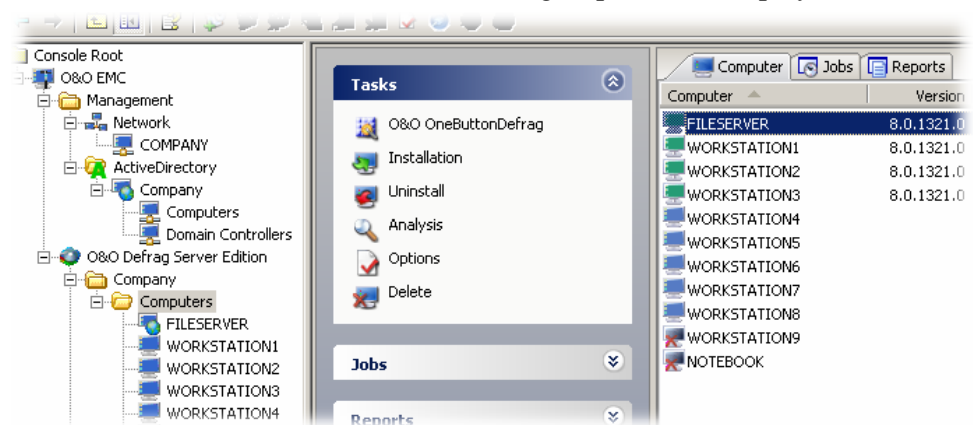 Console Root
O&O EMC
Management
Network
COMPANY
ActiveDirectory
Company
Computers
Domain Controllers
O&O Defrag Server Edition
Company
Computers
FILESERVER
WORKSTATION1
WORKSTATION2
WORKSTATION3
WORKSTATION4
Tasks
O&O OneButtonDefrag
Installation
Uninstall
Analysis
Options
Delete
Jobs
Reports
Computer Jobs Reports
Computer Version
FILESERVER 8.0.1321.0
WORKSTATION1 8.0.1321.0
WORKSTATION2 8.0.1321.0
WORKSTATION3 8.0.1321.0
WORKSTATION4
WORKSTATION5
WORKSTATION6
WORKSTATION7
WORKSTATION8
WORKSTATION9
NOTEBOOK